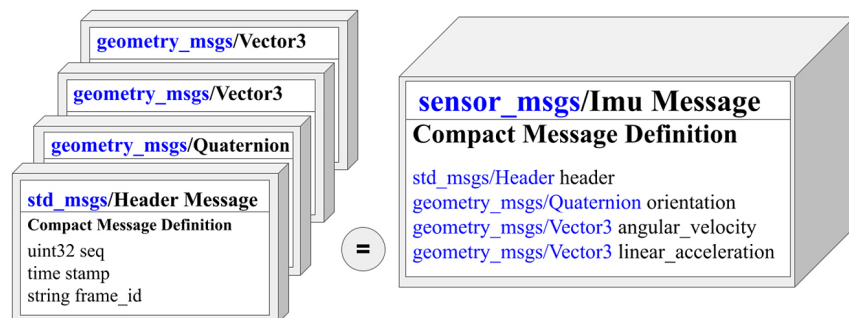 geometry_msgs/Vector3
geometry_msgs/Vector3
geometry_msgs/Quaternion
std_msgs/Header Message
Compact Message Definition
uint32 seq
time stamp
string frame_id
=
sensor_msgs/Imu Message
Compact Message Definition
std_msgs/Header header
geometry_msgs/Quaternion orientation
geometry_msgs/Vector3 angular_velocity
geometry_msgs/Vector3 linear_acceleration